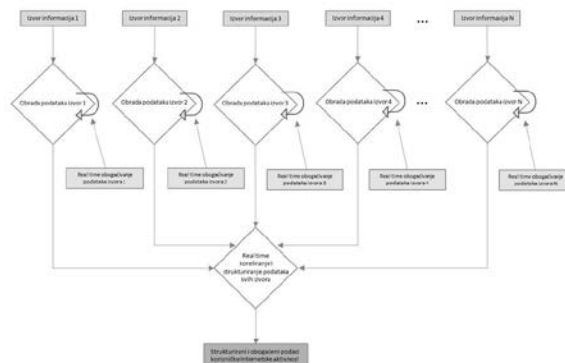 Izvor informacija 1
Izvor informacija 2
Izvor informacija 3
Izvor informacija 4
...
Izvor informacija N
Obrada podataka izvor 1
Obrada podataka izvor 2
Obrada podataka izvor 3
Obrada podataka izvor 4
...
Obrada podataka izvor N
Real time obogaćivanje
podataka izvora 1
Real time obogaćivanje
podataka izvora 2
Real time obogaćivanje
podataka izvora 3
Real time obogaćivanje
podataka izvora 4
Real time obogaćivanje
podataka izvora N
Real time
koreliranje i
strukturiranje podataka
svih izvora
Strukturirani i obogaćeni podaci
korisničke internetske aktivnosti